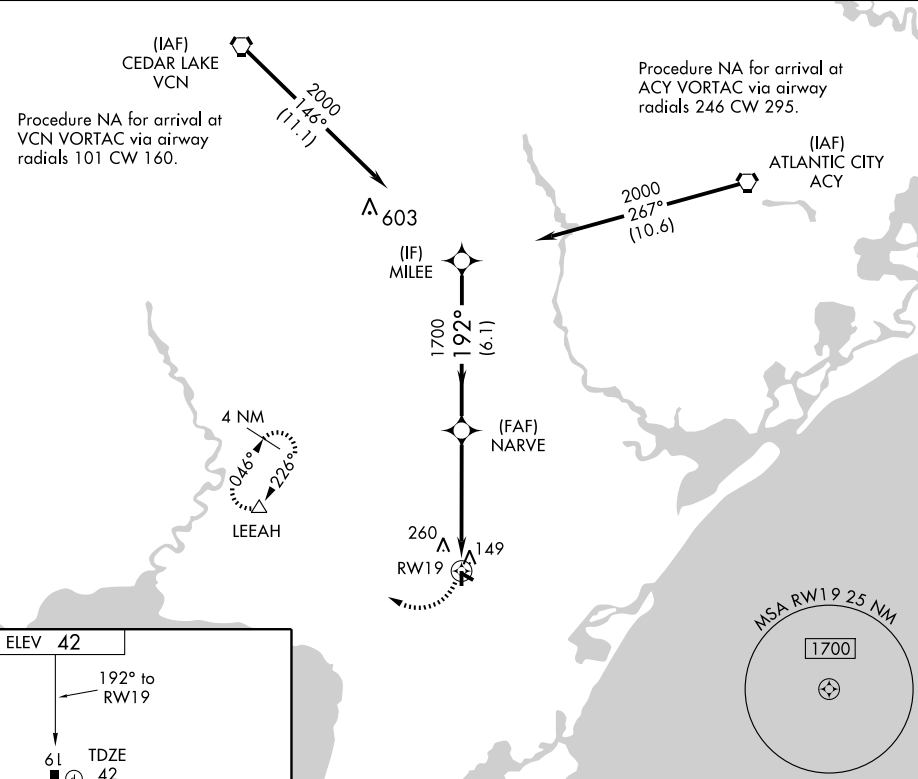 (IAF)
CEDAR LAKE
VCN
Procedure NA for arrival at
VCN VORTAC via airway
radials 101 CW 160.
2000
146°
(11.1)
603
Procedure NA for arrival at
ACY VORTAC via airway
radials 246 CW 295.
(IAF)
ATLANTIC CITY
ACY
2000
267°
(10.6)
(IF)
MILEE
1700
192°
(6.1)
(FAF)
NARVE
4 NM
046°
226°
LEEAH
260
149
RW19
MSA RW19 25 NM
1700
ELEV 42
192° to
RW19
19
TDZE
42